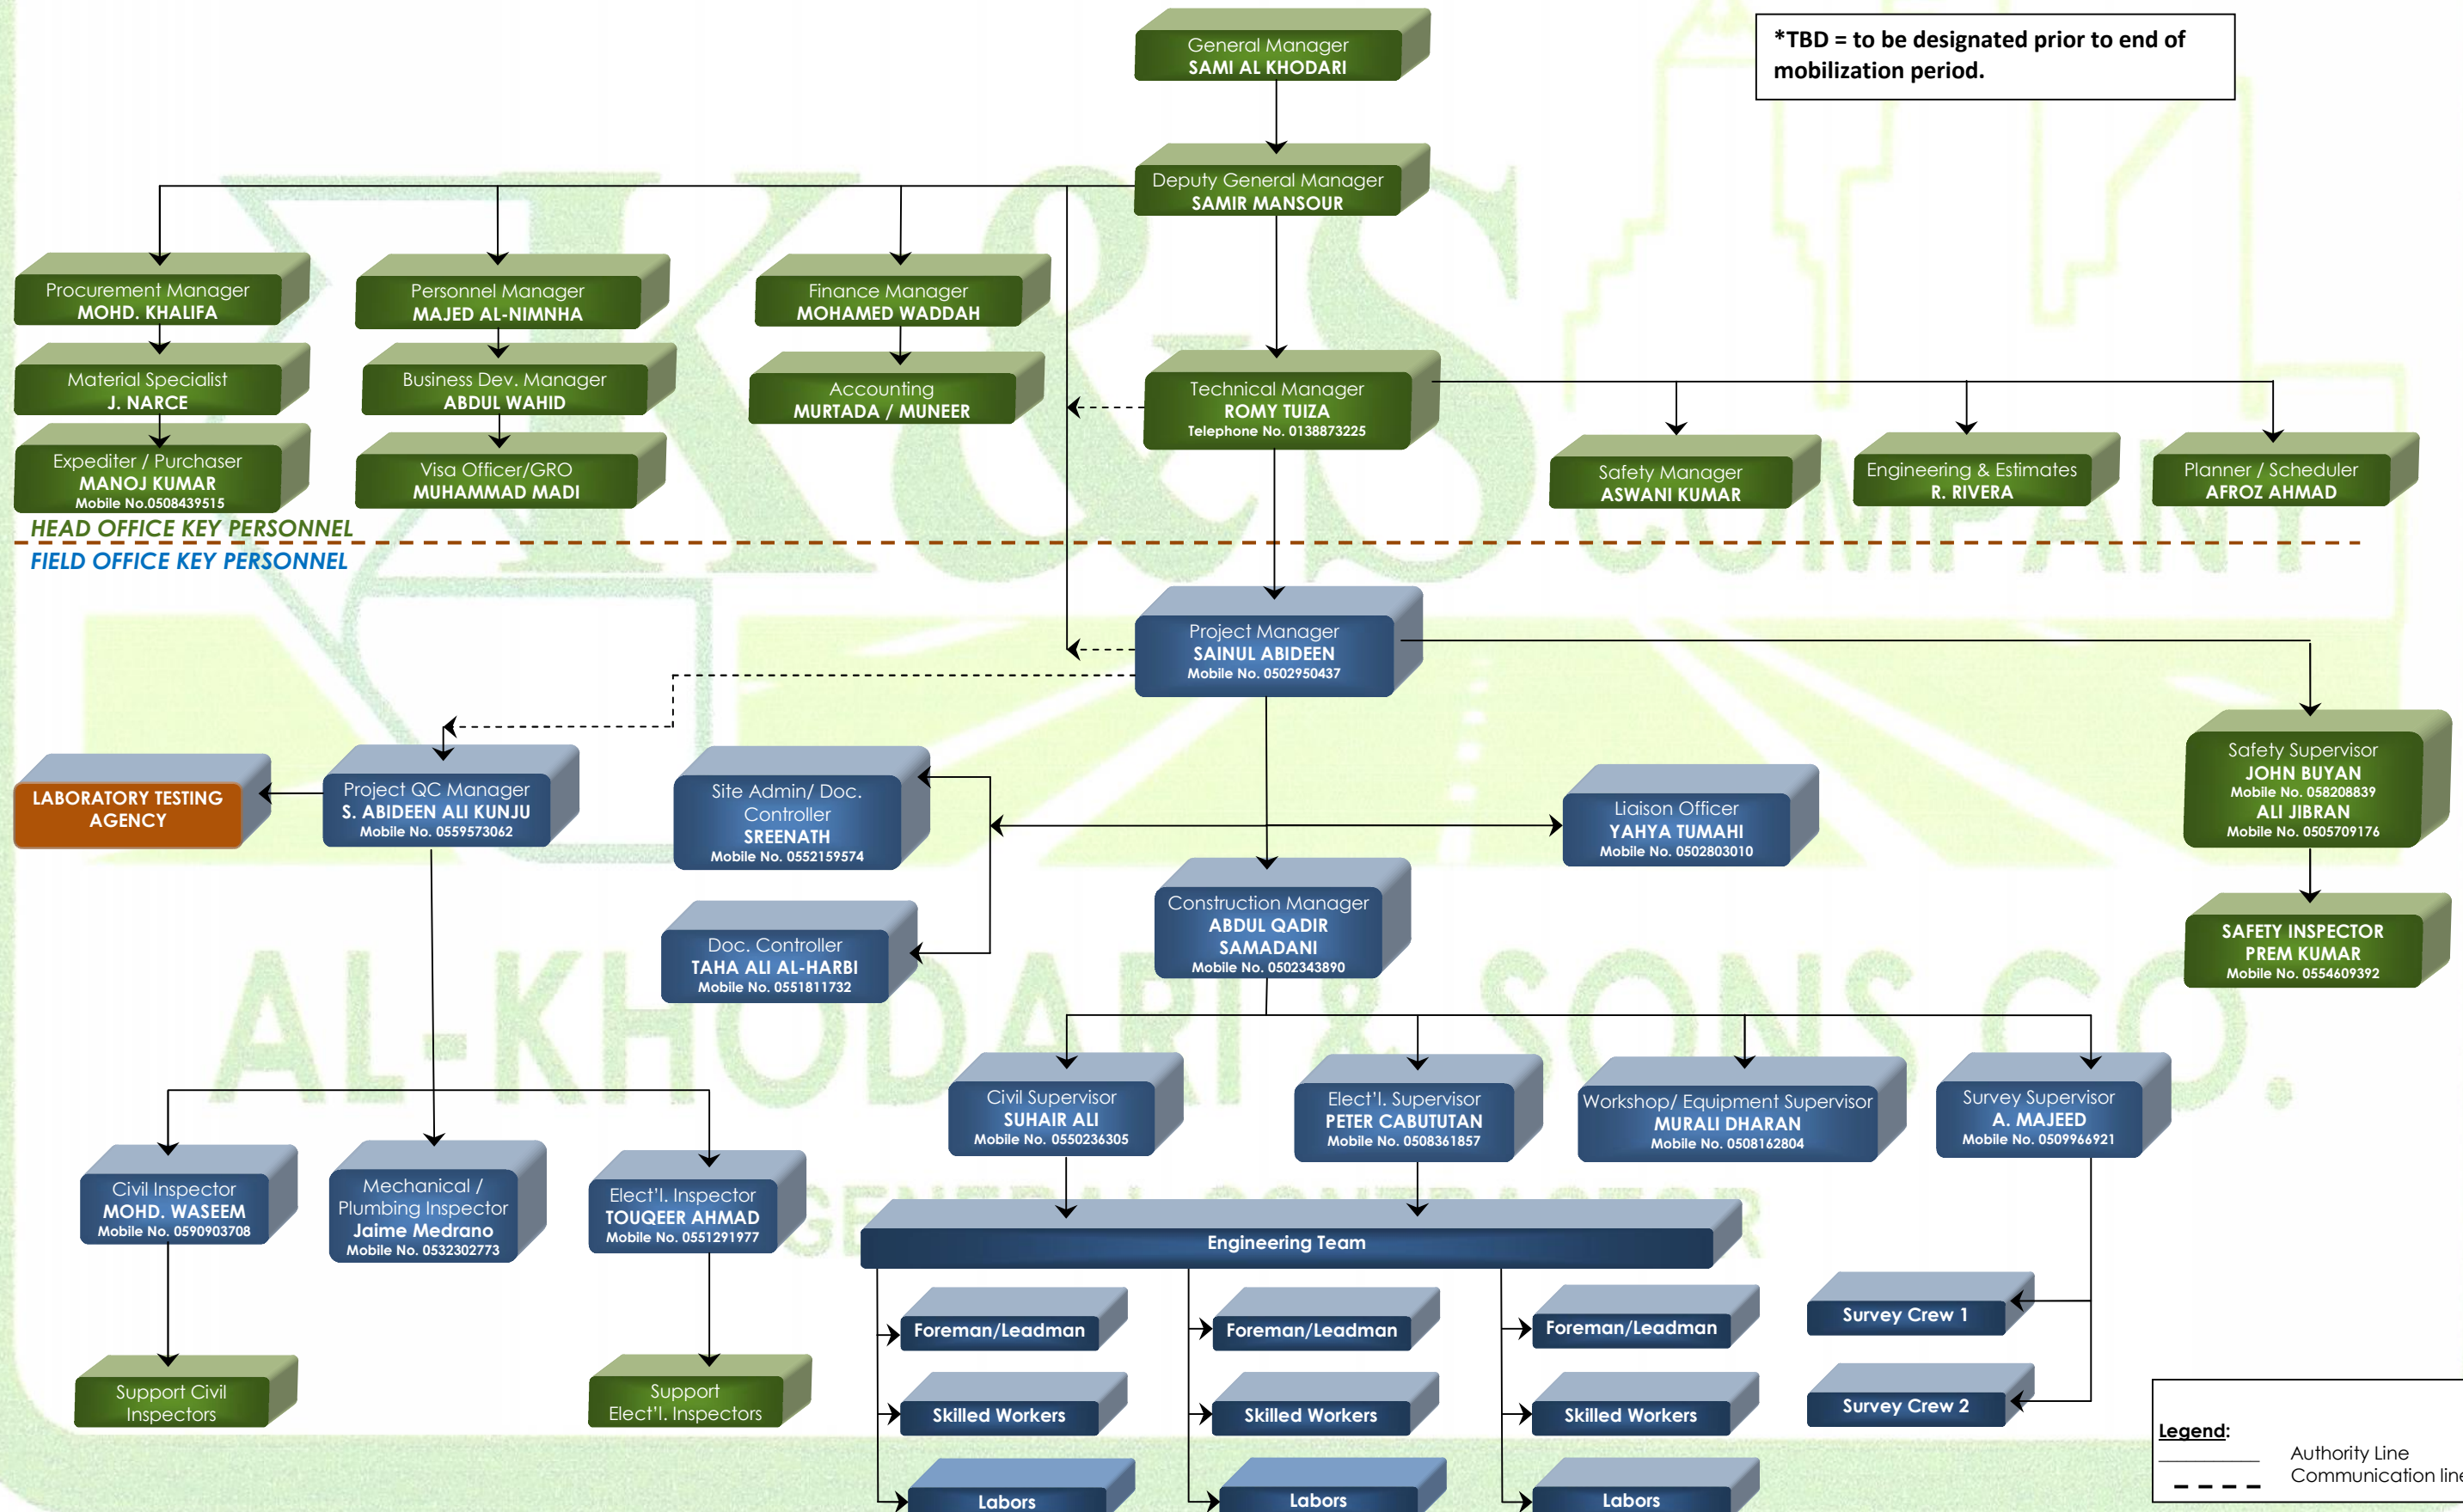 General Manager
SAMI AL KHODARI
*TBD = to be designated prior to end of
mobilization period.
Deputy General Manager
SAMIR MANSOUR
Procurement Manager
MOHD. KHALIFA
Personnel Manager
MAJED AL-NIMNHA
Finance Manager
MOHAMED WADDAH
Material Specialist
J. NARCE
Business Dev. Manager
ABDUL WAHID
Accounting
MURTADA / MUNEER
Technical Manager
ROMY TUIZA
Telephone No. 0138873225
Expediter / Purchaser
MANOJ KUMAR
Mobile No.0508439515
Visa Officer/GRO
MUHAMMAD MADI
Safety Manager
ASWANI KUMAR
Engineering & Estimates
R. RIVERA
Planner / Scheduler
AFROZ AHMAD
HEAD OFFICE KEY PERSONNEL
FIELD OFFICE KEY PERSONNEL
K&S COMPANY
Project Manager
SAINUL ABIDEEN
Mobile No. 0502950437
LABORATORY TESTING
AGENCY
Project QC Manager
S. ABIDEEN ALI KUNJU
Mobile No. 0559573062
Site Admin/ Doc.
Controller
SREENATH
Mobile No. 0552159574
Liaison Officer
YAHYA TUMAHI
Mobile No. 0502803010
Safety Supervisor
JOHN BUYAN
Mobile No. 058208839
ALI JIBRAN
Mobile No. 0505709176
Doc. Controller
TAHA ALI AL-HARBI
Mobile No. 0551811732
Construction Manager
ABDUL QADIR
SAMADANI
Mobile No. 0502343890
SAFETY INSPECTOR
PREM KUMAR
Mobile No. 0554609392
AL-KHODARI & SONS CO.
Civil Supervisor
SUHAIR ALI
Mobile No. 0550236305
Elect'l. Supervisor
PETER CABUTUTAN
Mobile No. 0508361857
Workshop/ Equipment Supervisor
MURALI DHARAN
Mobile No. 0508162804
Survey Supervisor
A. MAJEED
Mobile No. 0509966921
Civil Inspector
MOHD. WASEEM
Mobile No. 0590903708
Mechanical /
Plumbing Inspector
Jaime Medrano
Mobile No. 0532302773
Elect'l. Inspector
TOUQEER AHMAD
Mobile No. 0551291977
GENERAL CONTRACTOR
Engineering Team
Foreman/Leadman
Foreman/Leadman
Foreman/Leadman
Survey Crew 1
Support Civil
Inspectors
Support
Elect'l. Inspectors
Skilled Workers
Skilled Workers
Skilled Workers
Survey Crew 2
Labors
Labors
Labors
Legend:
Authority Line
Communication line